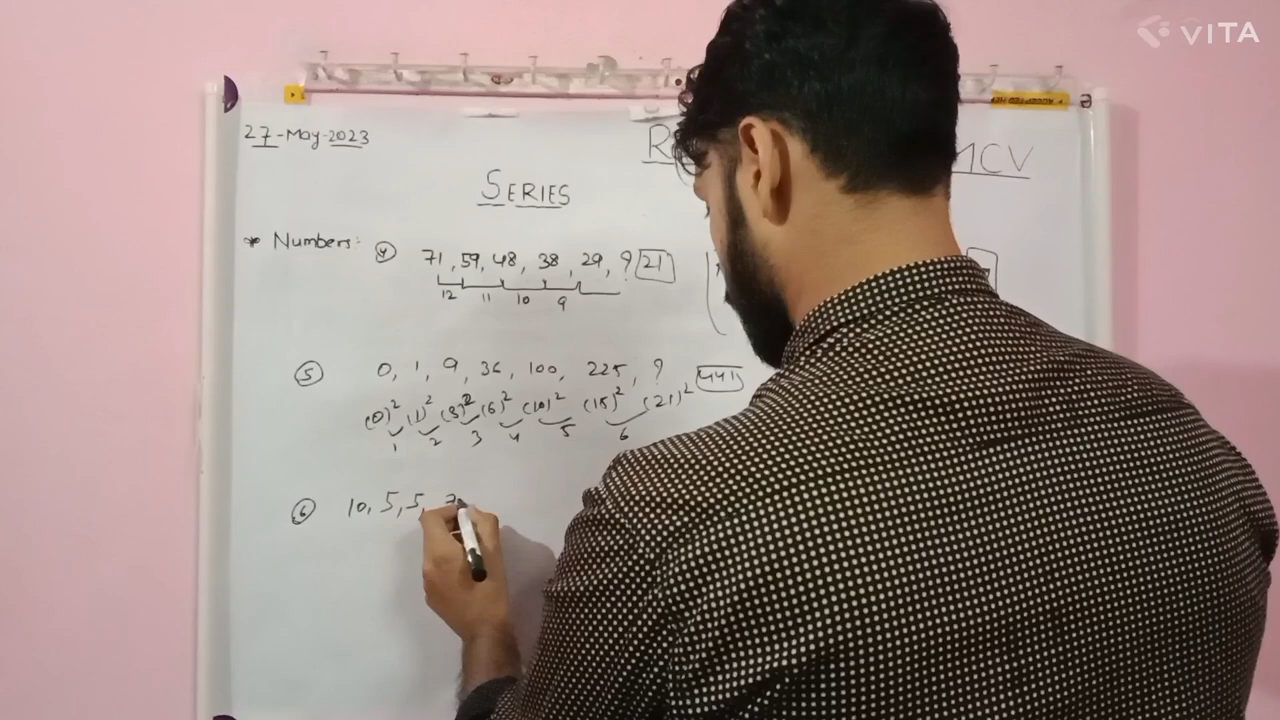 VITA
27-May-2023
MCV
SERIES
* Numbers: 4 71, 59, 48, 38, 29, ? 21
12 11 10 9
5 0, 1, 9, 36, 100, 225, ? 441
(0)² (1)² (3)² (6)² (10)² (15)² (21)²
1 2 3 4 5 6
6 10, 5, 5, 7